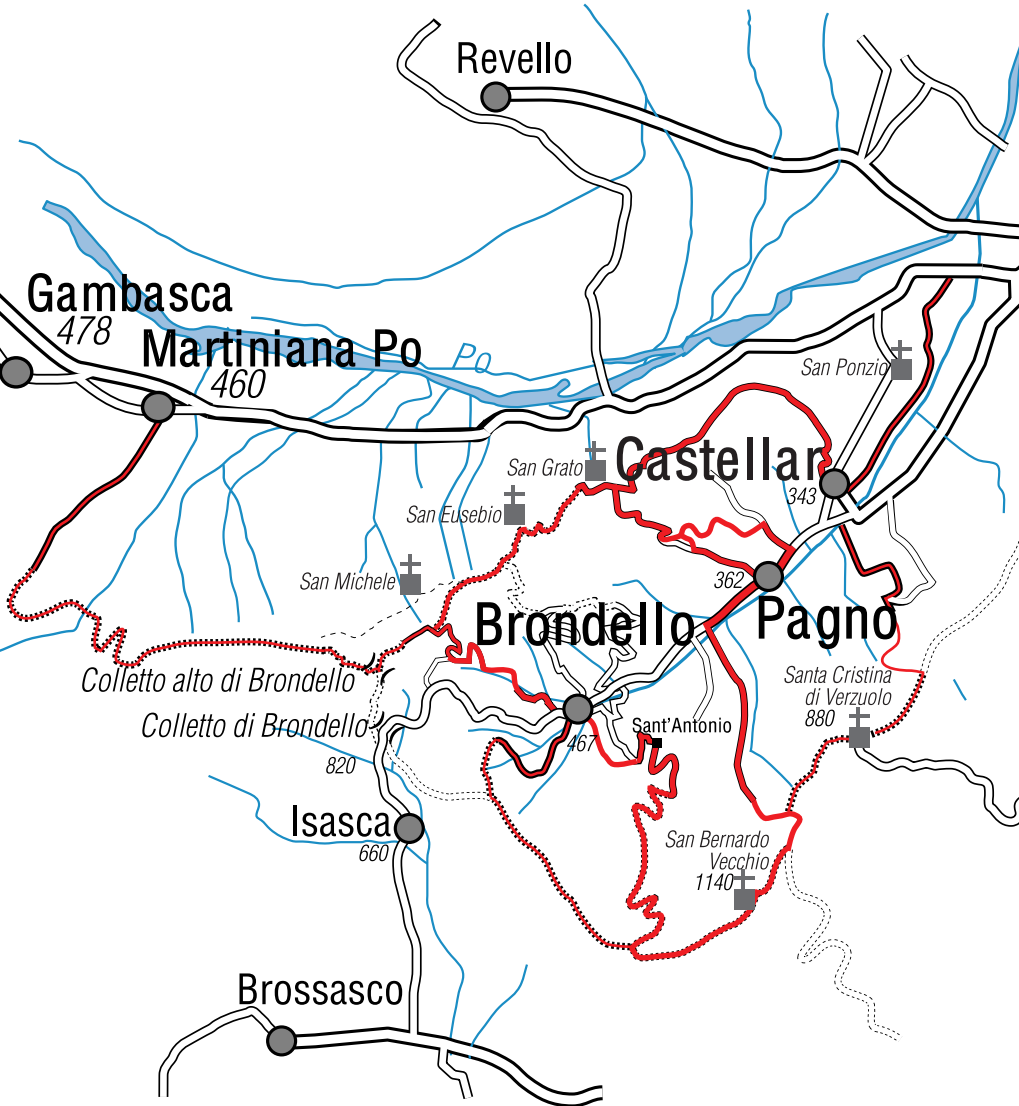 Revello
Gambasca
478
Martiniana Po
460
Po
San Ponzio
San Grato
Castellar
343
San Eusebio
San Michele
362
Brondello
Pagno
Colletto alto di Brondello
Santa Cristina
di Verzuolo
880
Colletto di Brondello
820
467
Sant'Antonio
Isasca
660
San Bernardo
Vecchio
1140
Brossasco